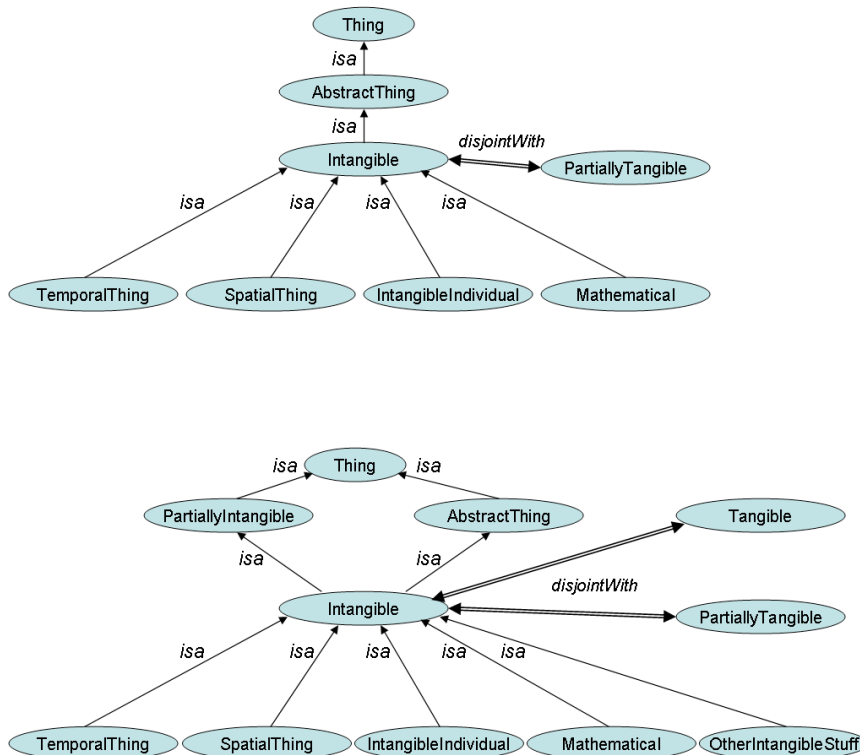 Thing
isa
AbstractThing
isa
disjointWith
Intangible
PartiallyTangible
isa isa isa isa
TemporalThing SpatialThing IntangibleIndividual Mathematical
isa Thing isa
PartiallyIntangible AbstractThing Tangible
isa isa
disjointWith
Intangible
PartiallyTangible
isa isa isa isa isa
TemporalThing SpatialThing IntangibleIndividual Mathematical OtherIntangibleStuff